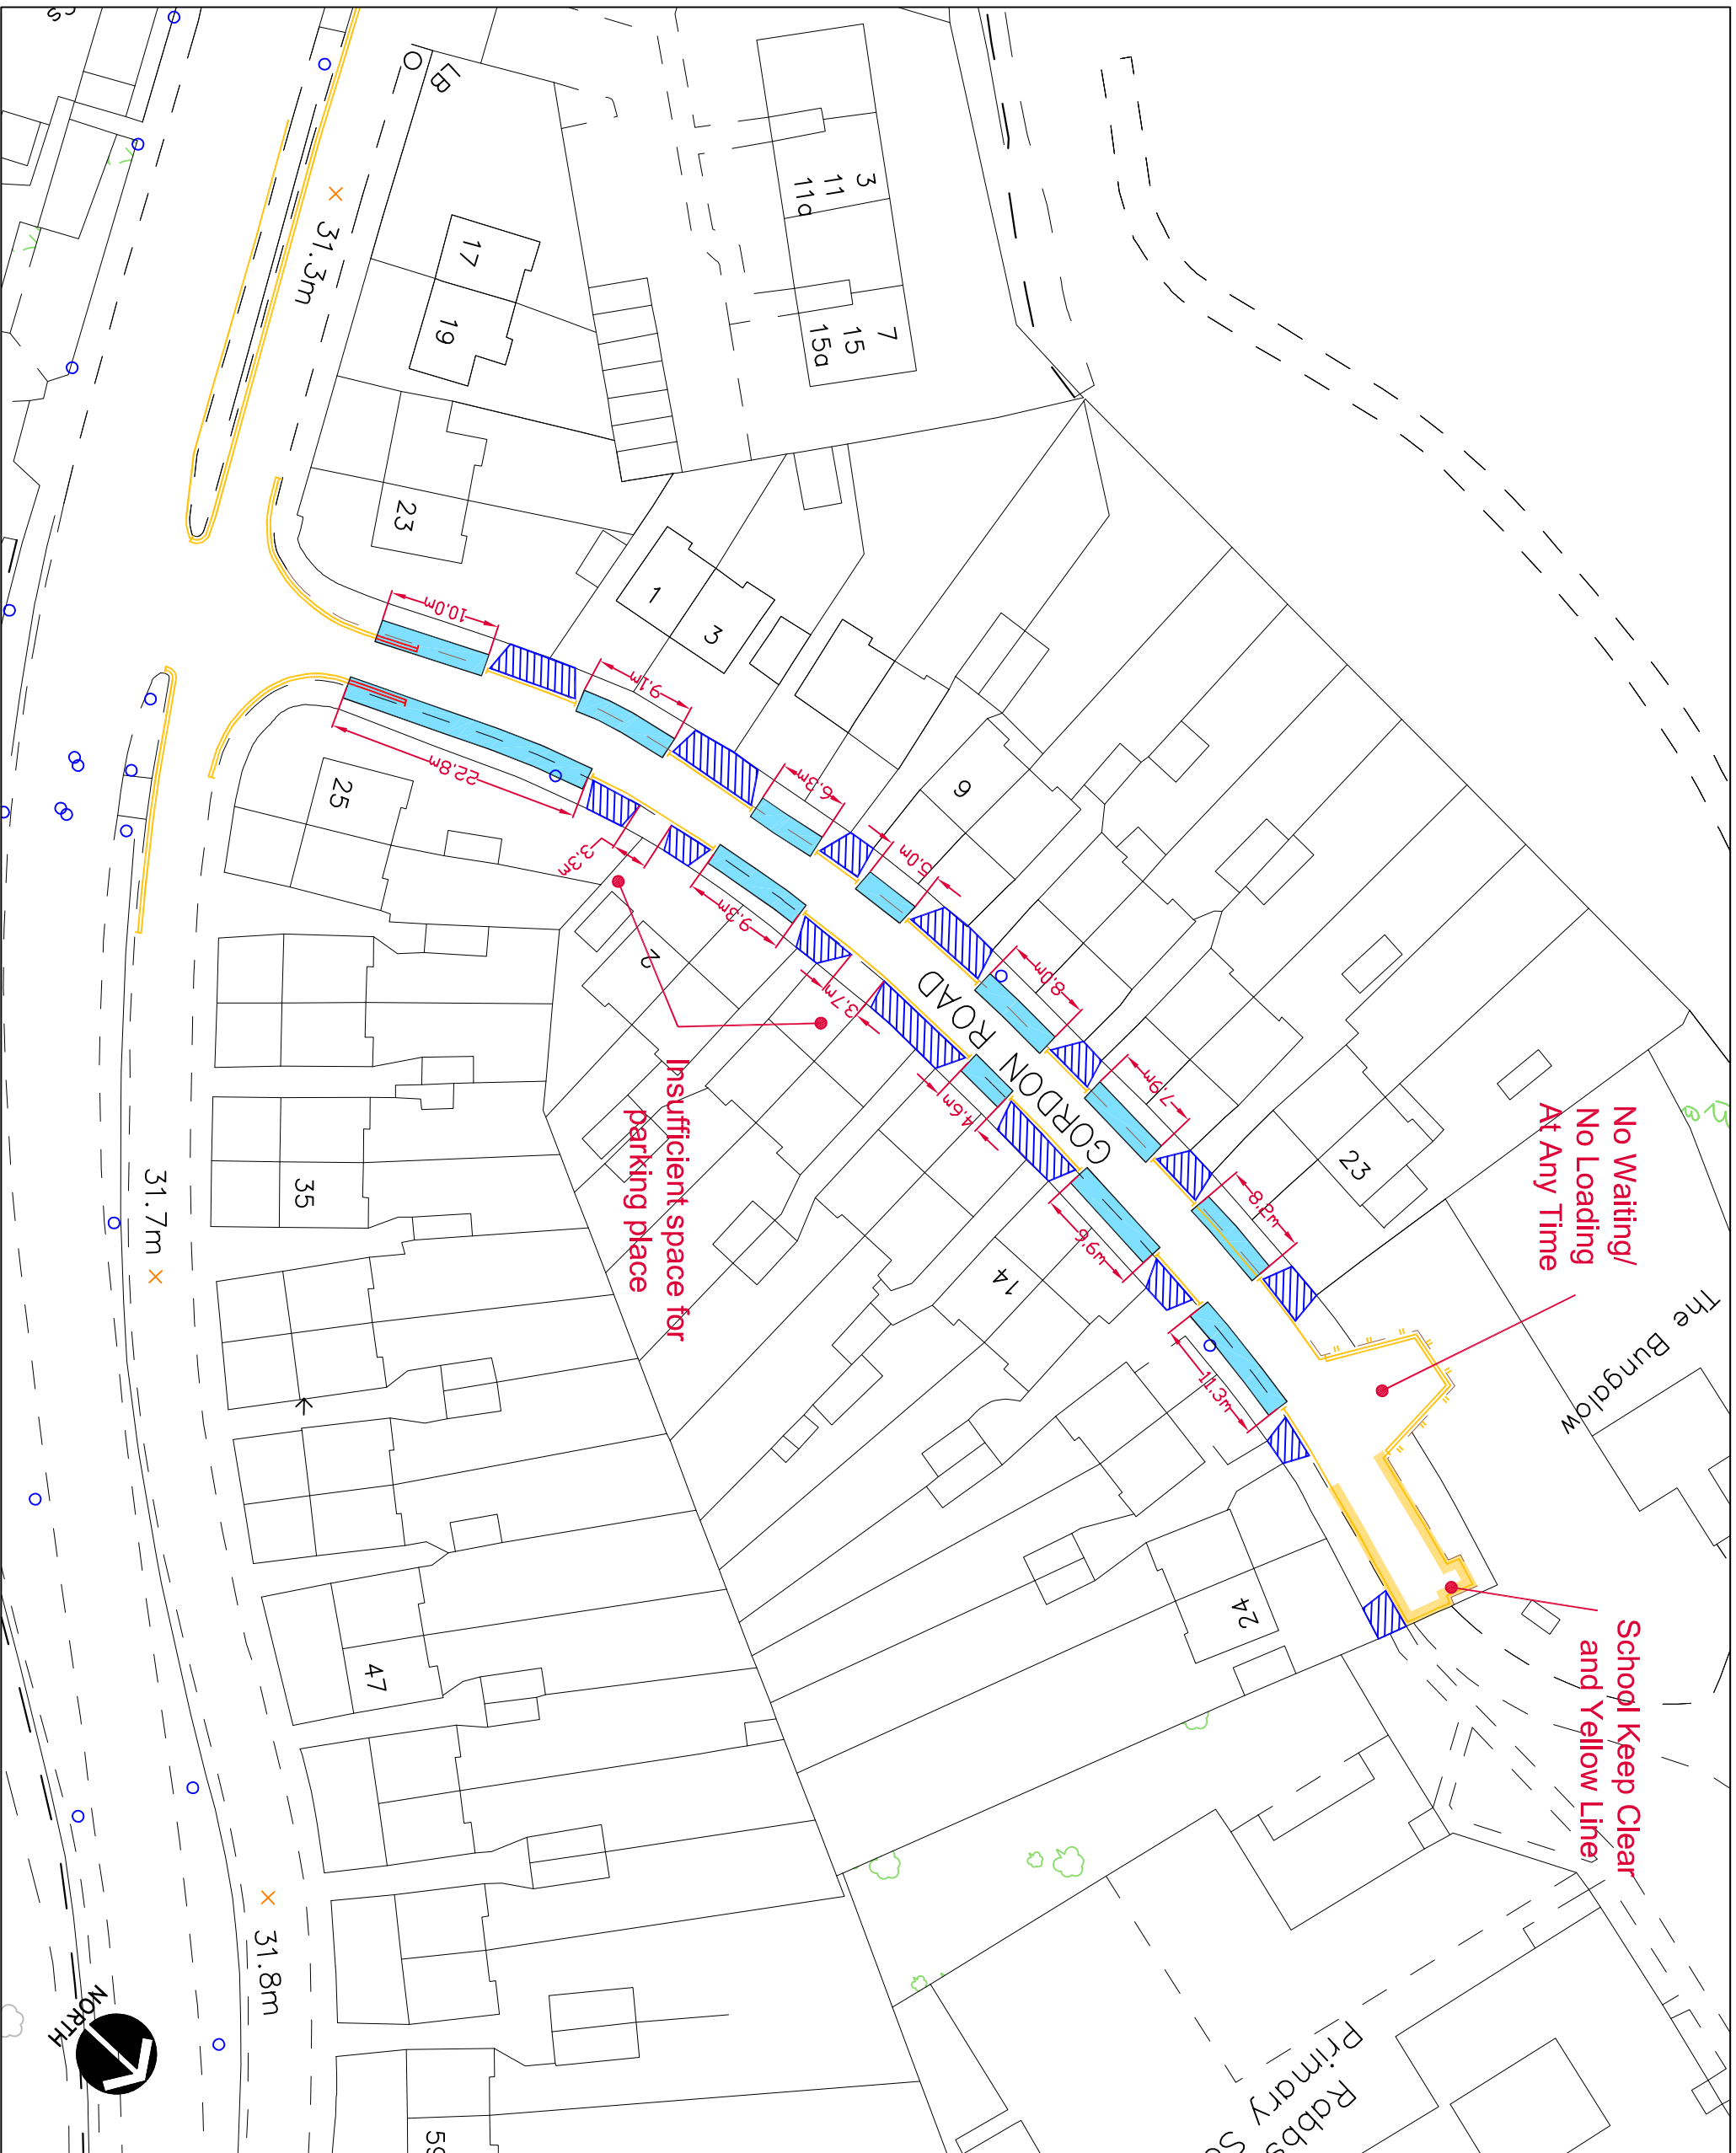 LB
31.3m
17
19
23
3
11
11a
7
15
15a
1
3
9
23
25
2
14
24
35
47
31.7m
31.8m
GORDON ROAD
10.0m
9.1m
6.3m
5.0m
8.0m
7.9m
8.2m
22.8m
3.3m
9.3m
3.7m
4.6m
9.9m
11.3m
Insufficient space for
parking place
No Waiting/
No Loading
At Any Time
School Keep Clear
and Yellow Line
The Bungalow
Rabbs
Primary
NORTH